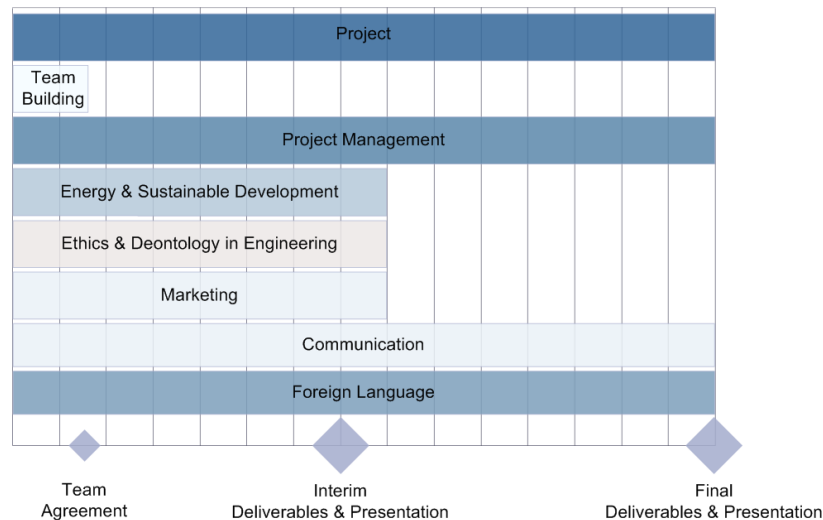 Project
Team
Building
Project Management
Energy & Sustainable Development
Ethics & Deontology in Engineering
Marketing
Communication
Foreign Language
Team
Agreement
Interim
Deliverables & Presentation
Final
Deliverables & Presentation